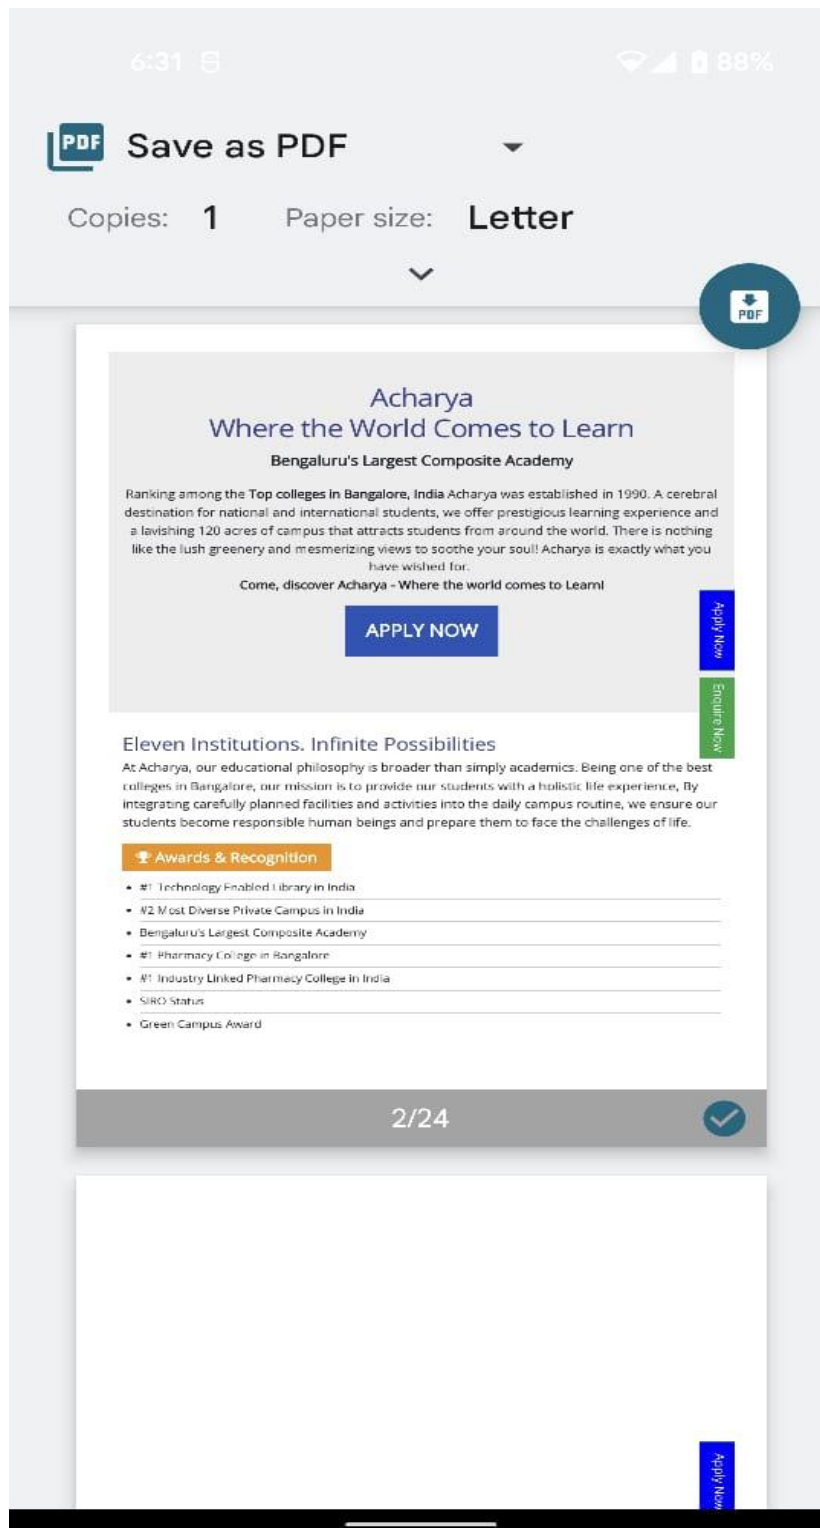 6:31
88%
PDF Save as PDF
Copies: 1 Paper size: Letter
PDF
Acharya
Where the World Comes to Learn
Bengaluru's Largest Composite Academy
Ranking among the Top colleges in Bangalore, India Acharya was established in 1990. A cerebral
destination for national and international students, we offer prestigious learning experience and
a lavishing 120 acres of campus that attracts students from around the world. There is nothing
like the lush greenery and mesmerizing views to soothe your soul! Acharya is exactly what you
have wished for.
Come, discover Acharya - Where the world comes to Learn!
APPLY NOW
Apply Now
Enquire Now
Eleven Institutions. Infinite Possibilities
At Acharya, our educational philosophy is broader than simply academics. Being one of the best
colleges in Bangalore, our mission is to provide our students with a holistic life experience, By
integrating carefully planned facilities and activities into the daily campus routine, we ensure our
students become responsible human beings and prepare them to face the challenges of life.
Awards & Recognition
• #1 Technology Enabled Library in India
• #2 Most Diverse Private Campus in India
• Bengaluru's Largest Composite Academy
• #1 Pharmacy College in Bangalore
• #1 Industry Linked Pharmacy College in India
• SIRO Status
• Green Campus Award
2/24
Apply Now